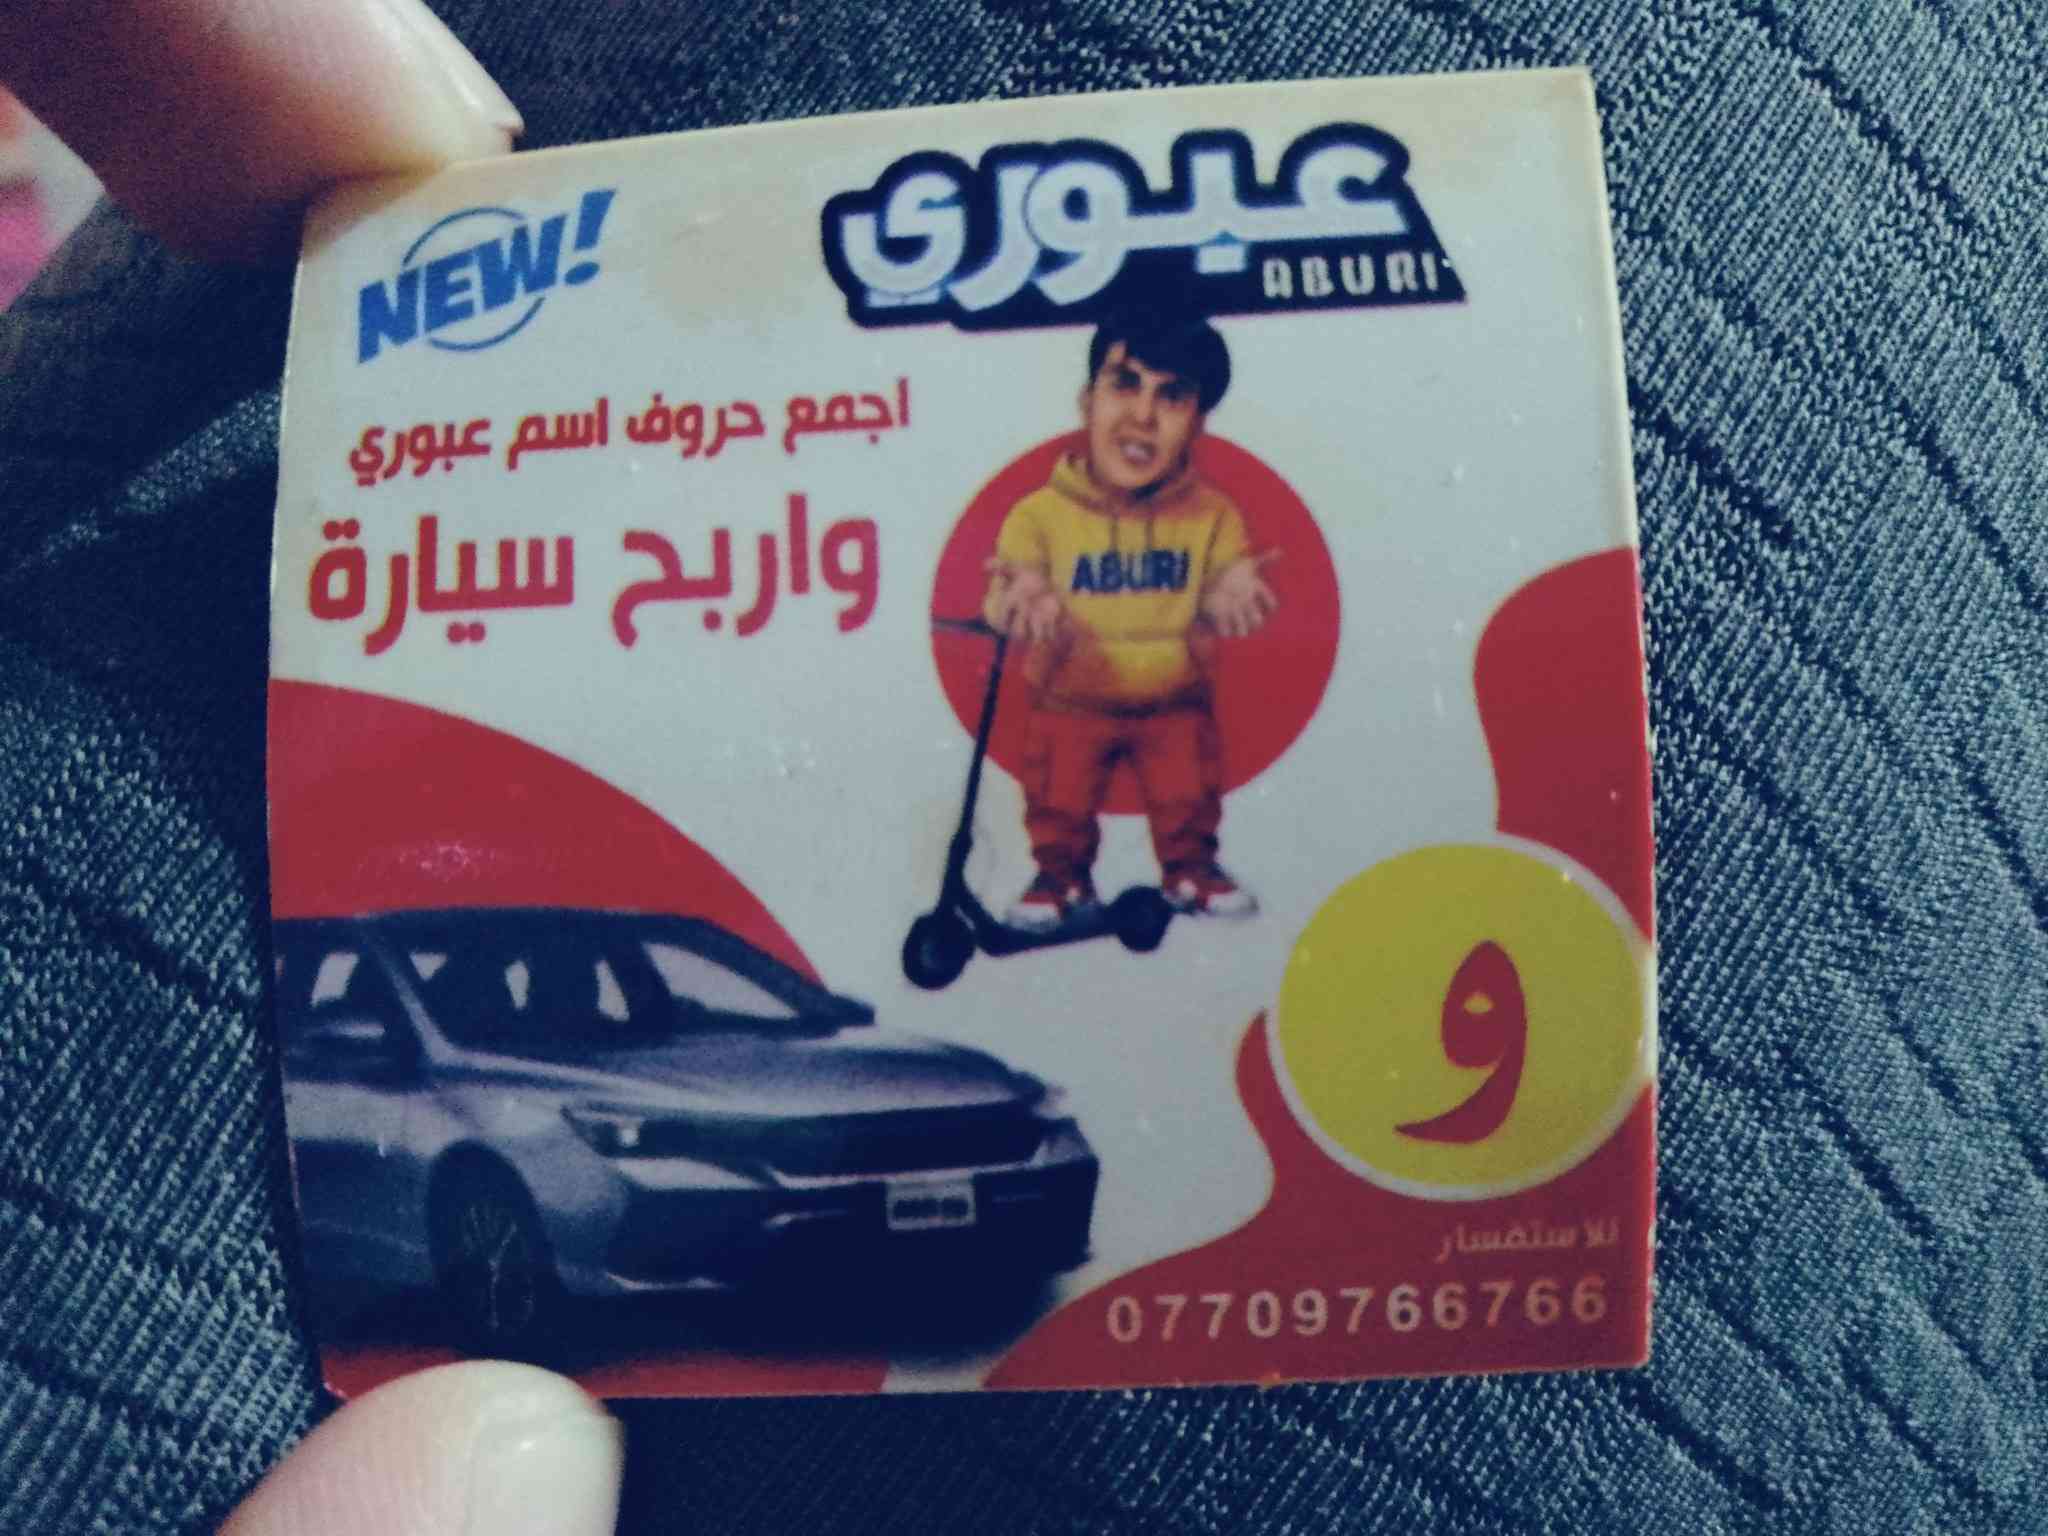 NEW!
عبوري
ABURI
اجمع حروف اسم عبوري
واربح سيارة
ABURI
و
للاستفسار
07709766766